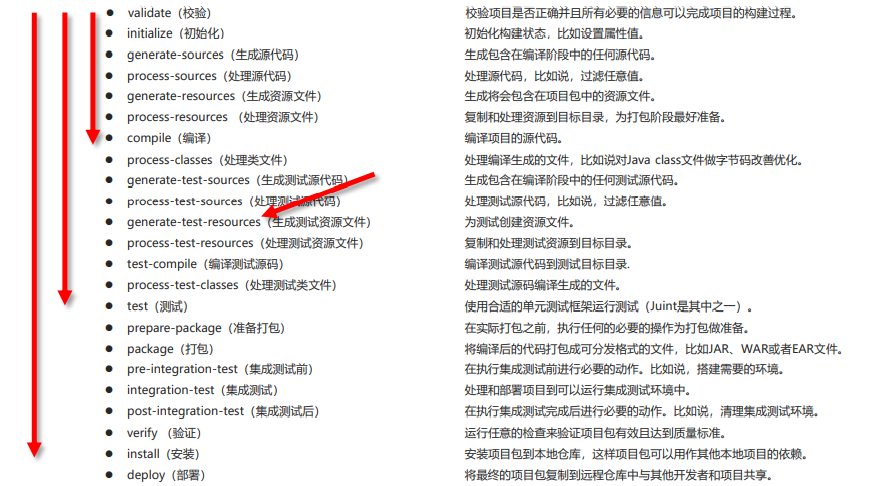 ● validate（校验） 校验项目是否正确并且所有必要的信息可以完成项目的构建过程。
● initialize（初始化） 初始化构建状态，比如设置属性值。
● generate-sources（生成源代码） 生成包含在编译阶段中的任何源代码。
● process-sources（处理源代码） 处理源代码，比如说，过滤任意值。
● generate-resources（生成资源文件） 生成将会包含在项目包中的资源文件。
● process-resources （处理资源文件） 复制和处理资源到目标目录，为打包阶段最好准备。
● compile（编译） 编译项目的源代码。
● process-classes（处理类文件） 处理编译生成的文件，比如说对Java class文件做字节码改善优化。
● generate-test-sources（生成测试源代码） 生成包含在编译阶段中的任何测试源代码。
● process-test-sources（处理测试源代码） 处理测试源代码，比如说，过滤任意值。
● generate-test-resources（生成测试资源文件） 为测试创建资源文件。
● process-test-resources（处理测试资源文件） 复制和处理测试资源到目标目录。
● test-compile（编译测试源码） 编译测试源代码到测试目标目录.
● process-test-classes（处理测试类文件） 处理测试源码编译生成的文件。
● test（测试） 使用合适的单元测试框架运行测试（Juint是其中之一）。
● prepare-package（准备打包） 在实际打包之前，执行任何的必要的操作为打包做准备。
● package（打包） 将编译后的代码打包成可分发格式的文件，比如JAR、WAR或者EAR文件。
● pre-integration-test（集成测试前） 在执行集成测试前进行必要的动作。比如说，搭建需要的环境。
● integration-test（集成测试） 处理和部署项目到可以运行集成测试环境中。
● post-integration-test（集成测试后） 在执行集成测试完成后进行必要的动作。比如说，清理集成测试环境。
● verify （验证） 运行任意的检查来验证项目包有效且达到质量标准。
● install（安装） 安装项目包到本地仓库，这样项目包可以用作其他本地项目的依赖。
● deploy（部署） 将最终的项目包复制到远程仓库中与其他开发者和项目共享。